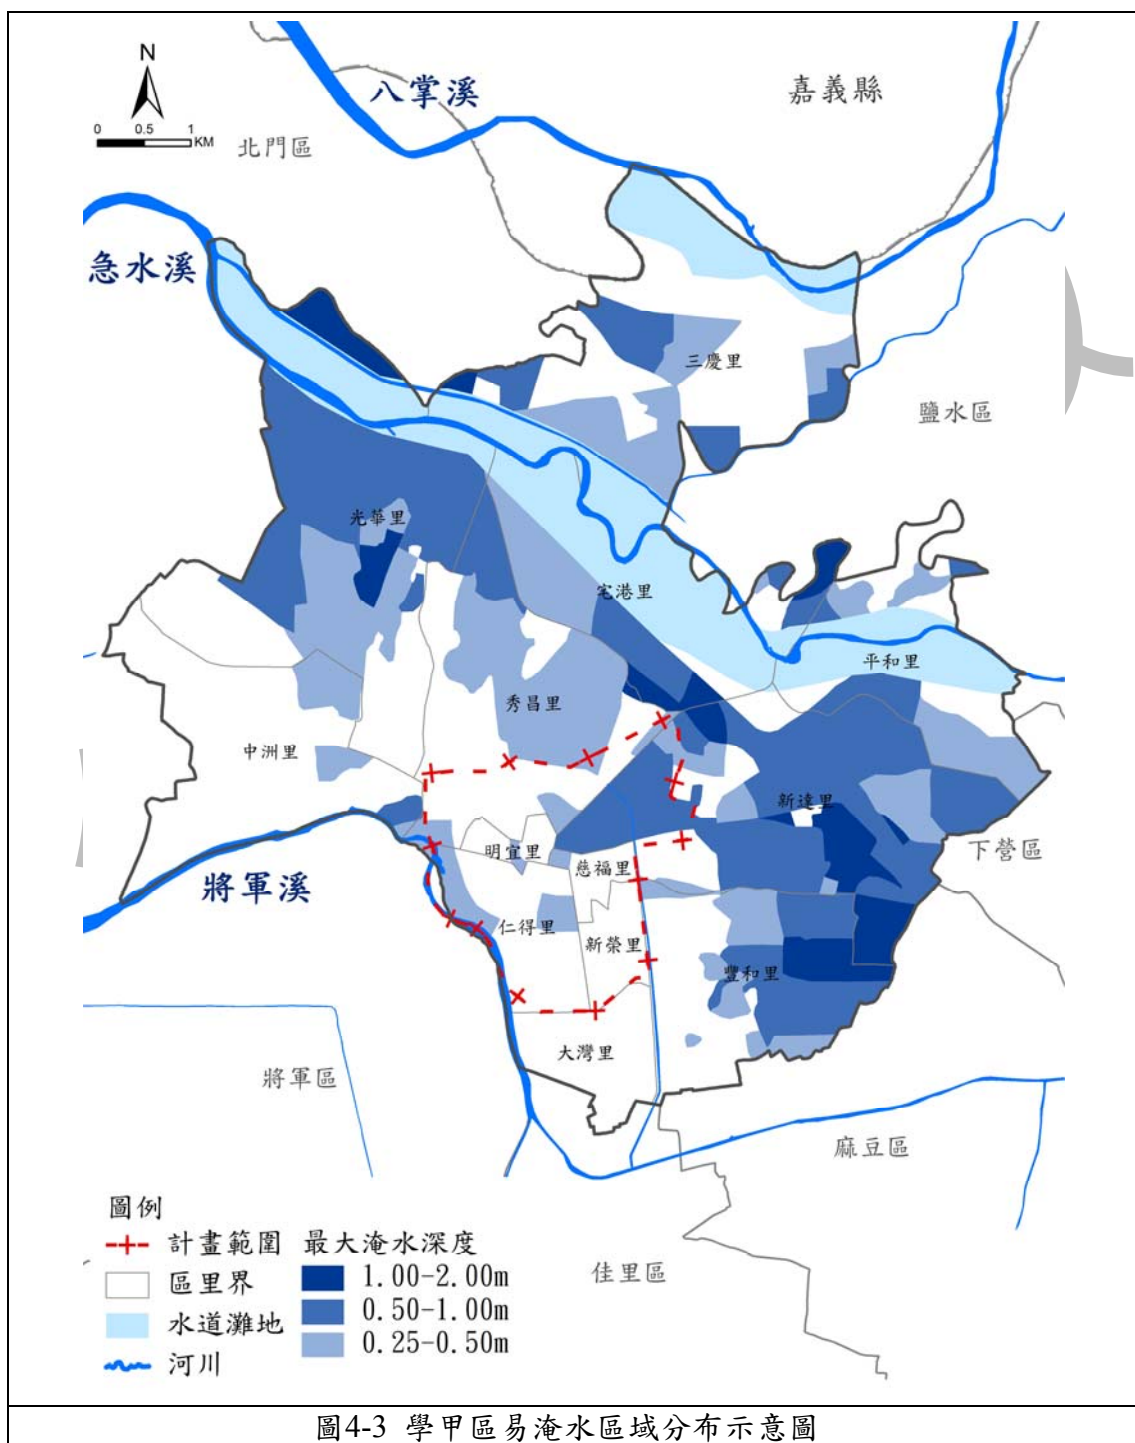 N
0 0.5 1
KM
八掌溪
嘉義縣
北門區
急水溪
三慶里
鹽水區
光華里
宅港里
平和里
秀昌里
中洲里
新達里
下營區
明宜里
慈福里
將軍溪
仁得里
新榮里
豐和里
大灣里
將軍區
麻豆區
佳里區
圖例
計畫範圍
區里界
水道灘地
河川
最大淹水深度
1.00-2.00m
0.50-1.00m
0.25-0.50m
圖4-3 學甲區易淹水區域分布示意圖